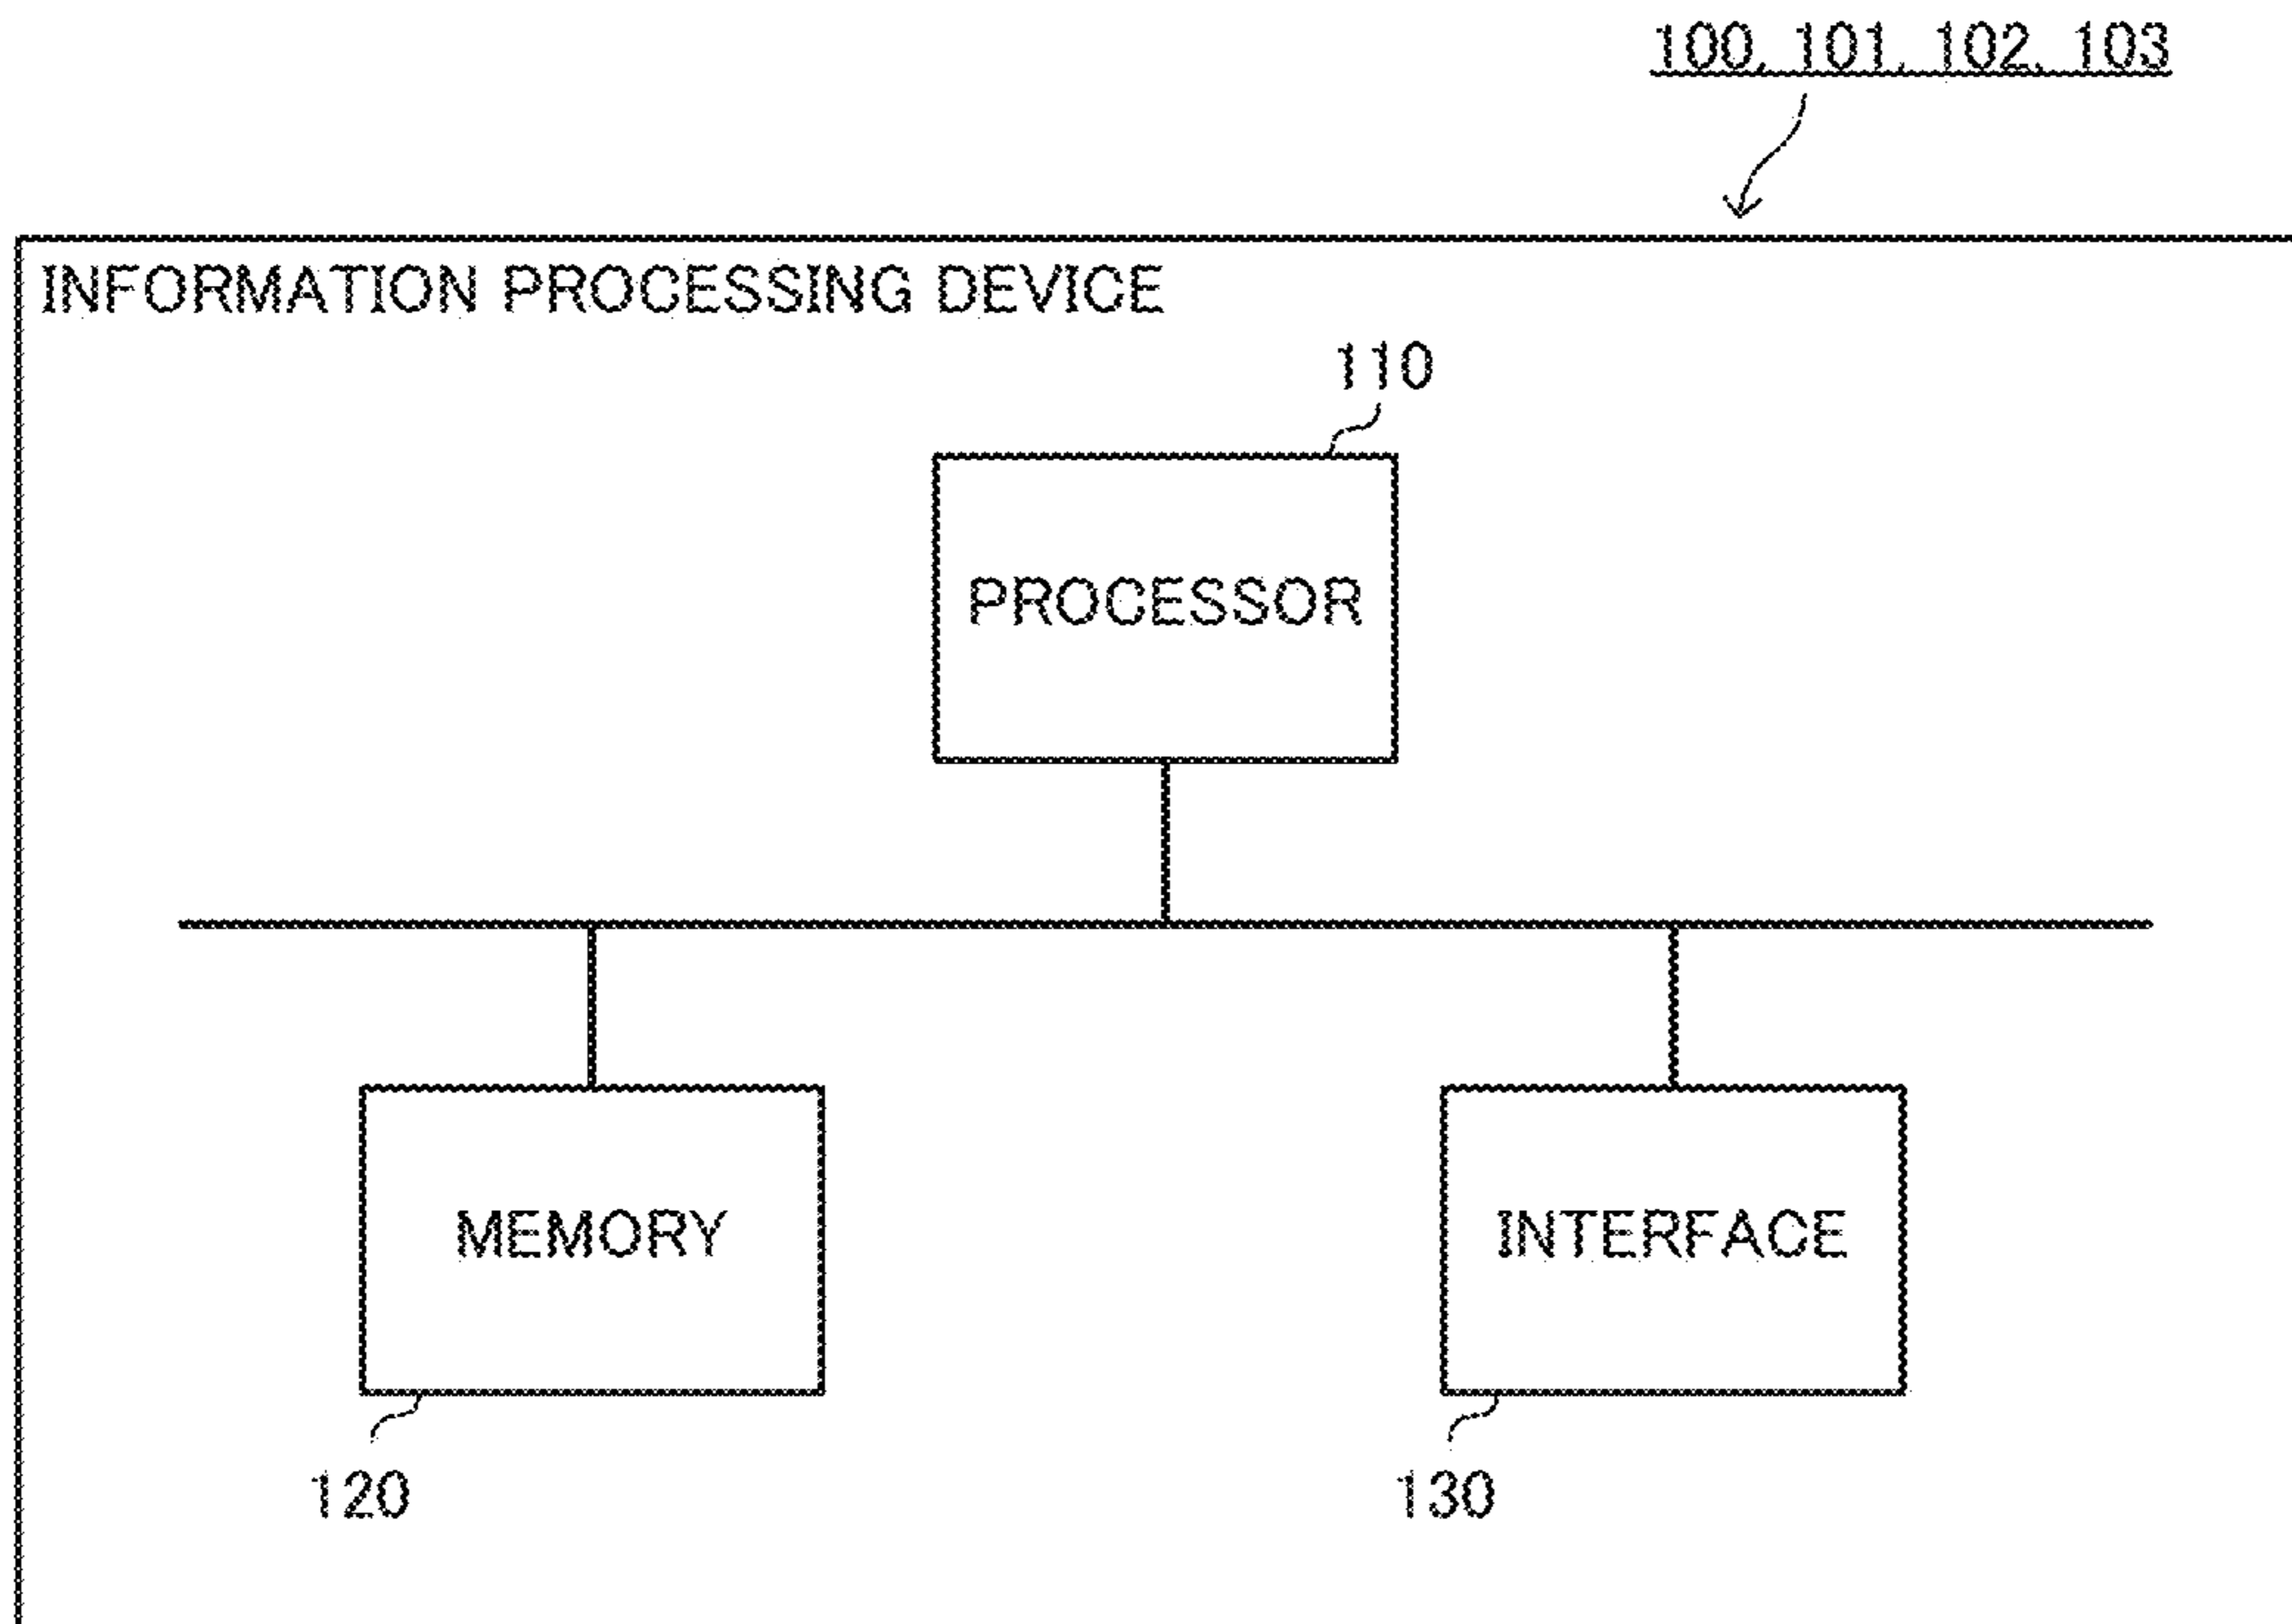 100, 101, 102, 103
INFORMATION PROCESSING DEVICE
110
PROCESSOR
MEMORY
INTERFACE
120
130